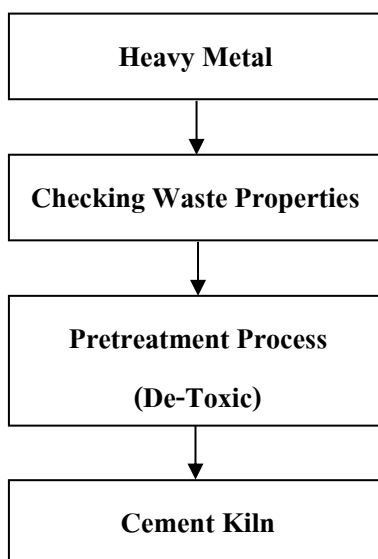 Heavy Metal
Checking Waste Properties
Pretreatment Process
(De-Toxic)
Cement Kiln